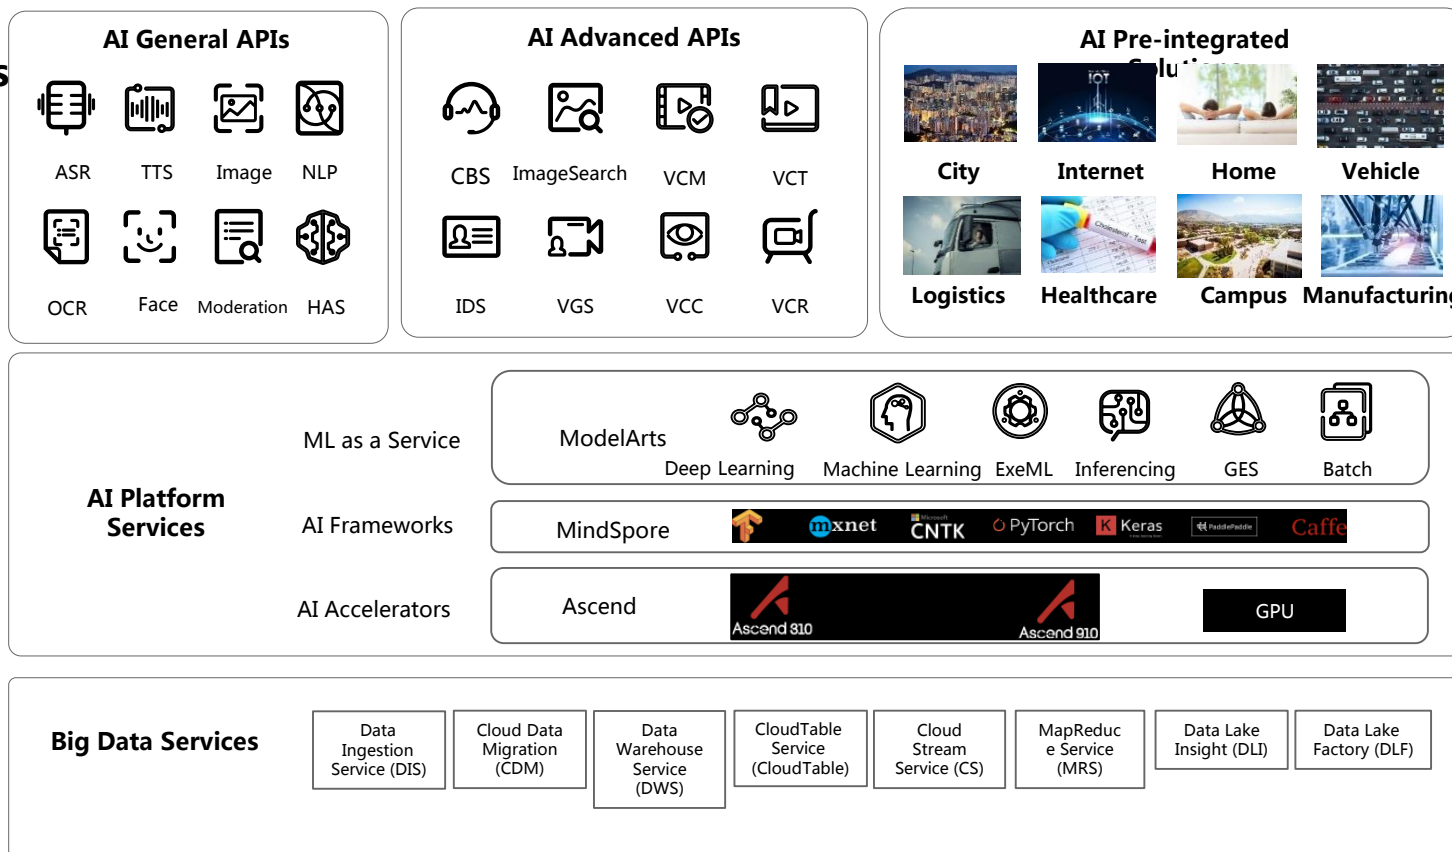 s
AI General APIs
ASR
TTS
Image
NLP
OCR
Face
Moderation
HAS
AI Advanced APIs
CBS
ImageSearch
VCM
VCT
IDS
VGS
VCC
VCR
AI Pre-integrated
IOT
City
Internet
Home
Vehicle
Cholesterol - Test
Logistics
Healthcare
Campus
Manufacturing
AI Platform
Services
ML as a Service
ModelArts
Deep Learning
Machine Learning
ExeML
Inferencing
GES
Batch
AI Frameworks
MindSpore
mxnet
Microsoft
CNTK
PyTorch
K Keras
PaddlePaddle
Caffe
AI Accelerators
Ascend
Ascend 310
Ascend 910
GPU
Big Data Services
Data
Ingestion
Service (DIS)
Cloud Data
Migration
(CDM)
Data
Warehouse
Service
(DWS)
CloudTable
Service
(CloudTable)
Cloud
Stream
Service (CS)
MapReduc
e Service
(MRS)
Data Lake
Insight (DLI)
Data Lake
Factory (DLF)